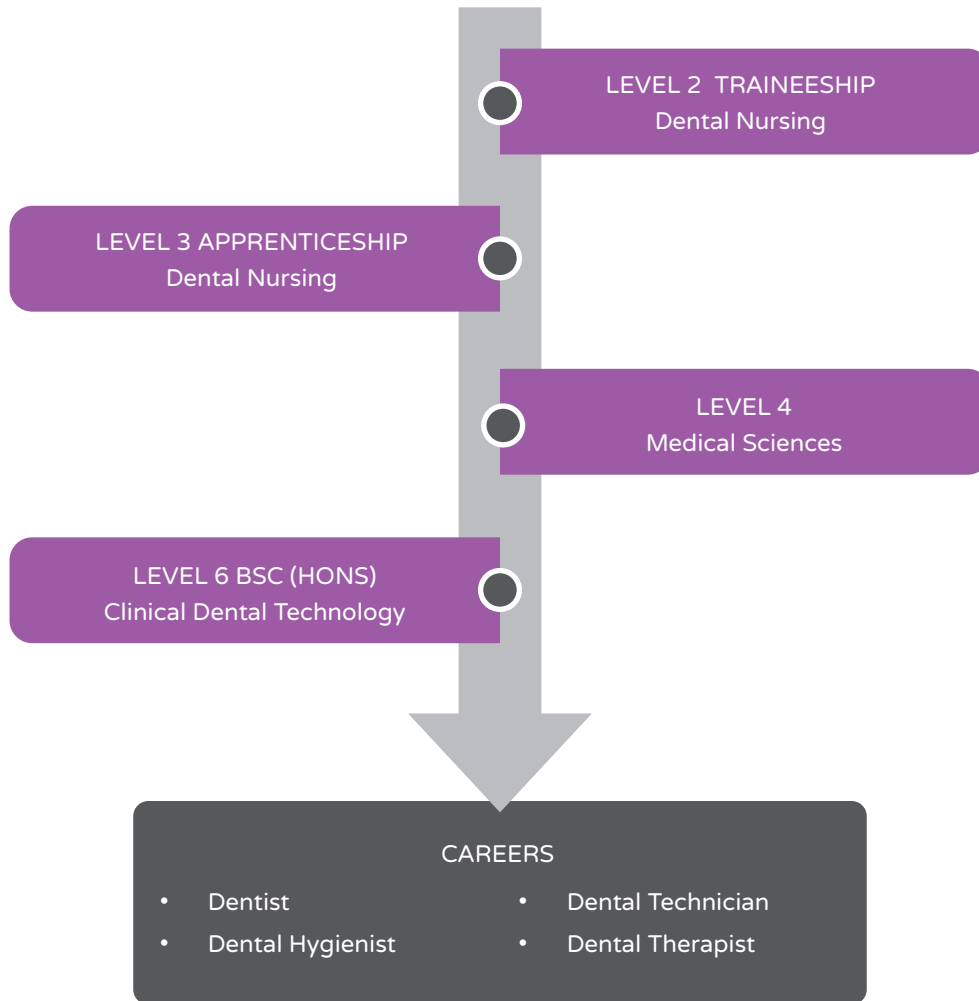 LEVEL 2  TRAINEESHIP
Dental Nursing
LEVEL 3 APPRENTICESHIP
Dental Nursing
LEVEL 4
Medical Sciences
LEVEL 6 BSC (HONS)
Clinical Dental Technology
CAREERS
• Dentist
• Dental Hygienist
• Dental Technician
• Dental Therapist